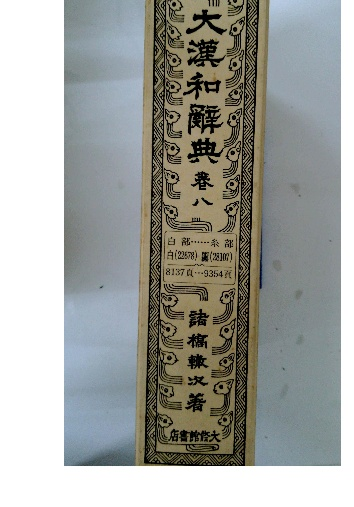 大漢和辭典
卷八
白部……糸部
白(22678) (28107)
8137頁…9354頁
諸橋轍次著
大修館書店